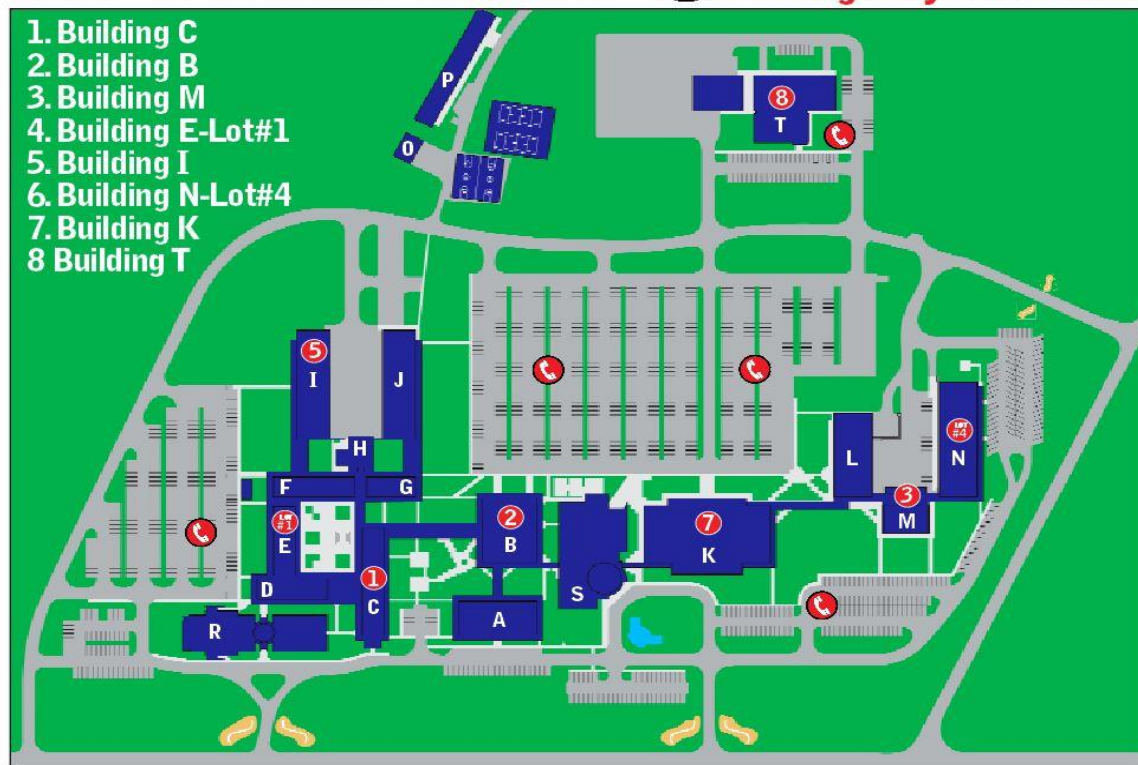 1. Building C
2. Building B
3. Building M
4. Building E-Lot#1
5. Building I
6. Building N-Lot#4
7. Building K
8 Building T
P
O
8
T
5
I
J
H
F
G
LOT #1
E
D
R
1
C
2
B
A
S
7
K
L
3
M
LOT #4
N